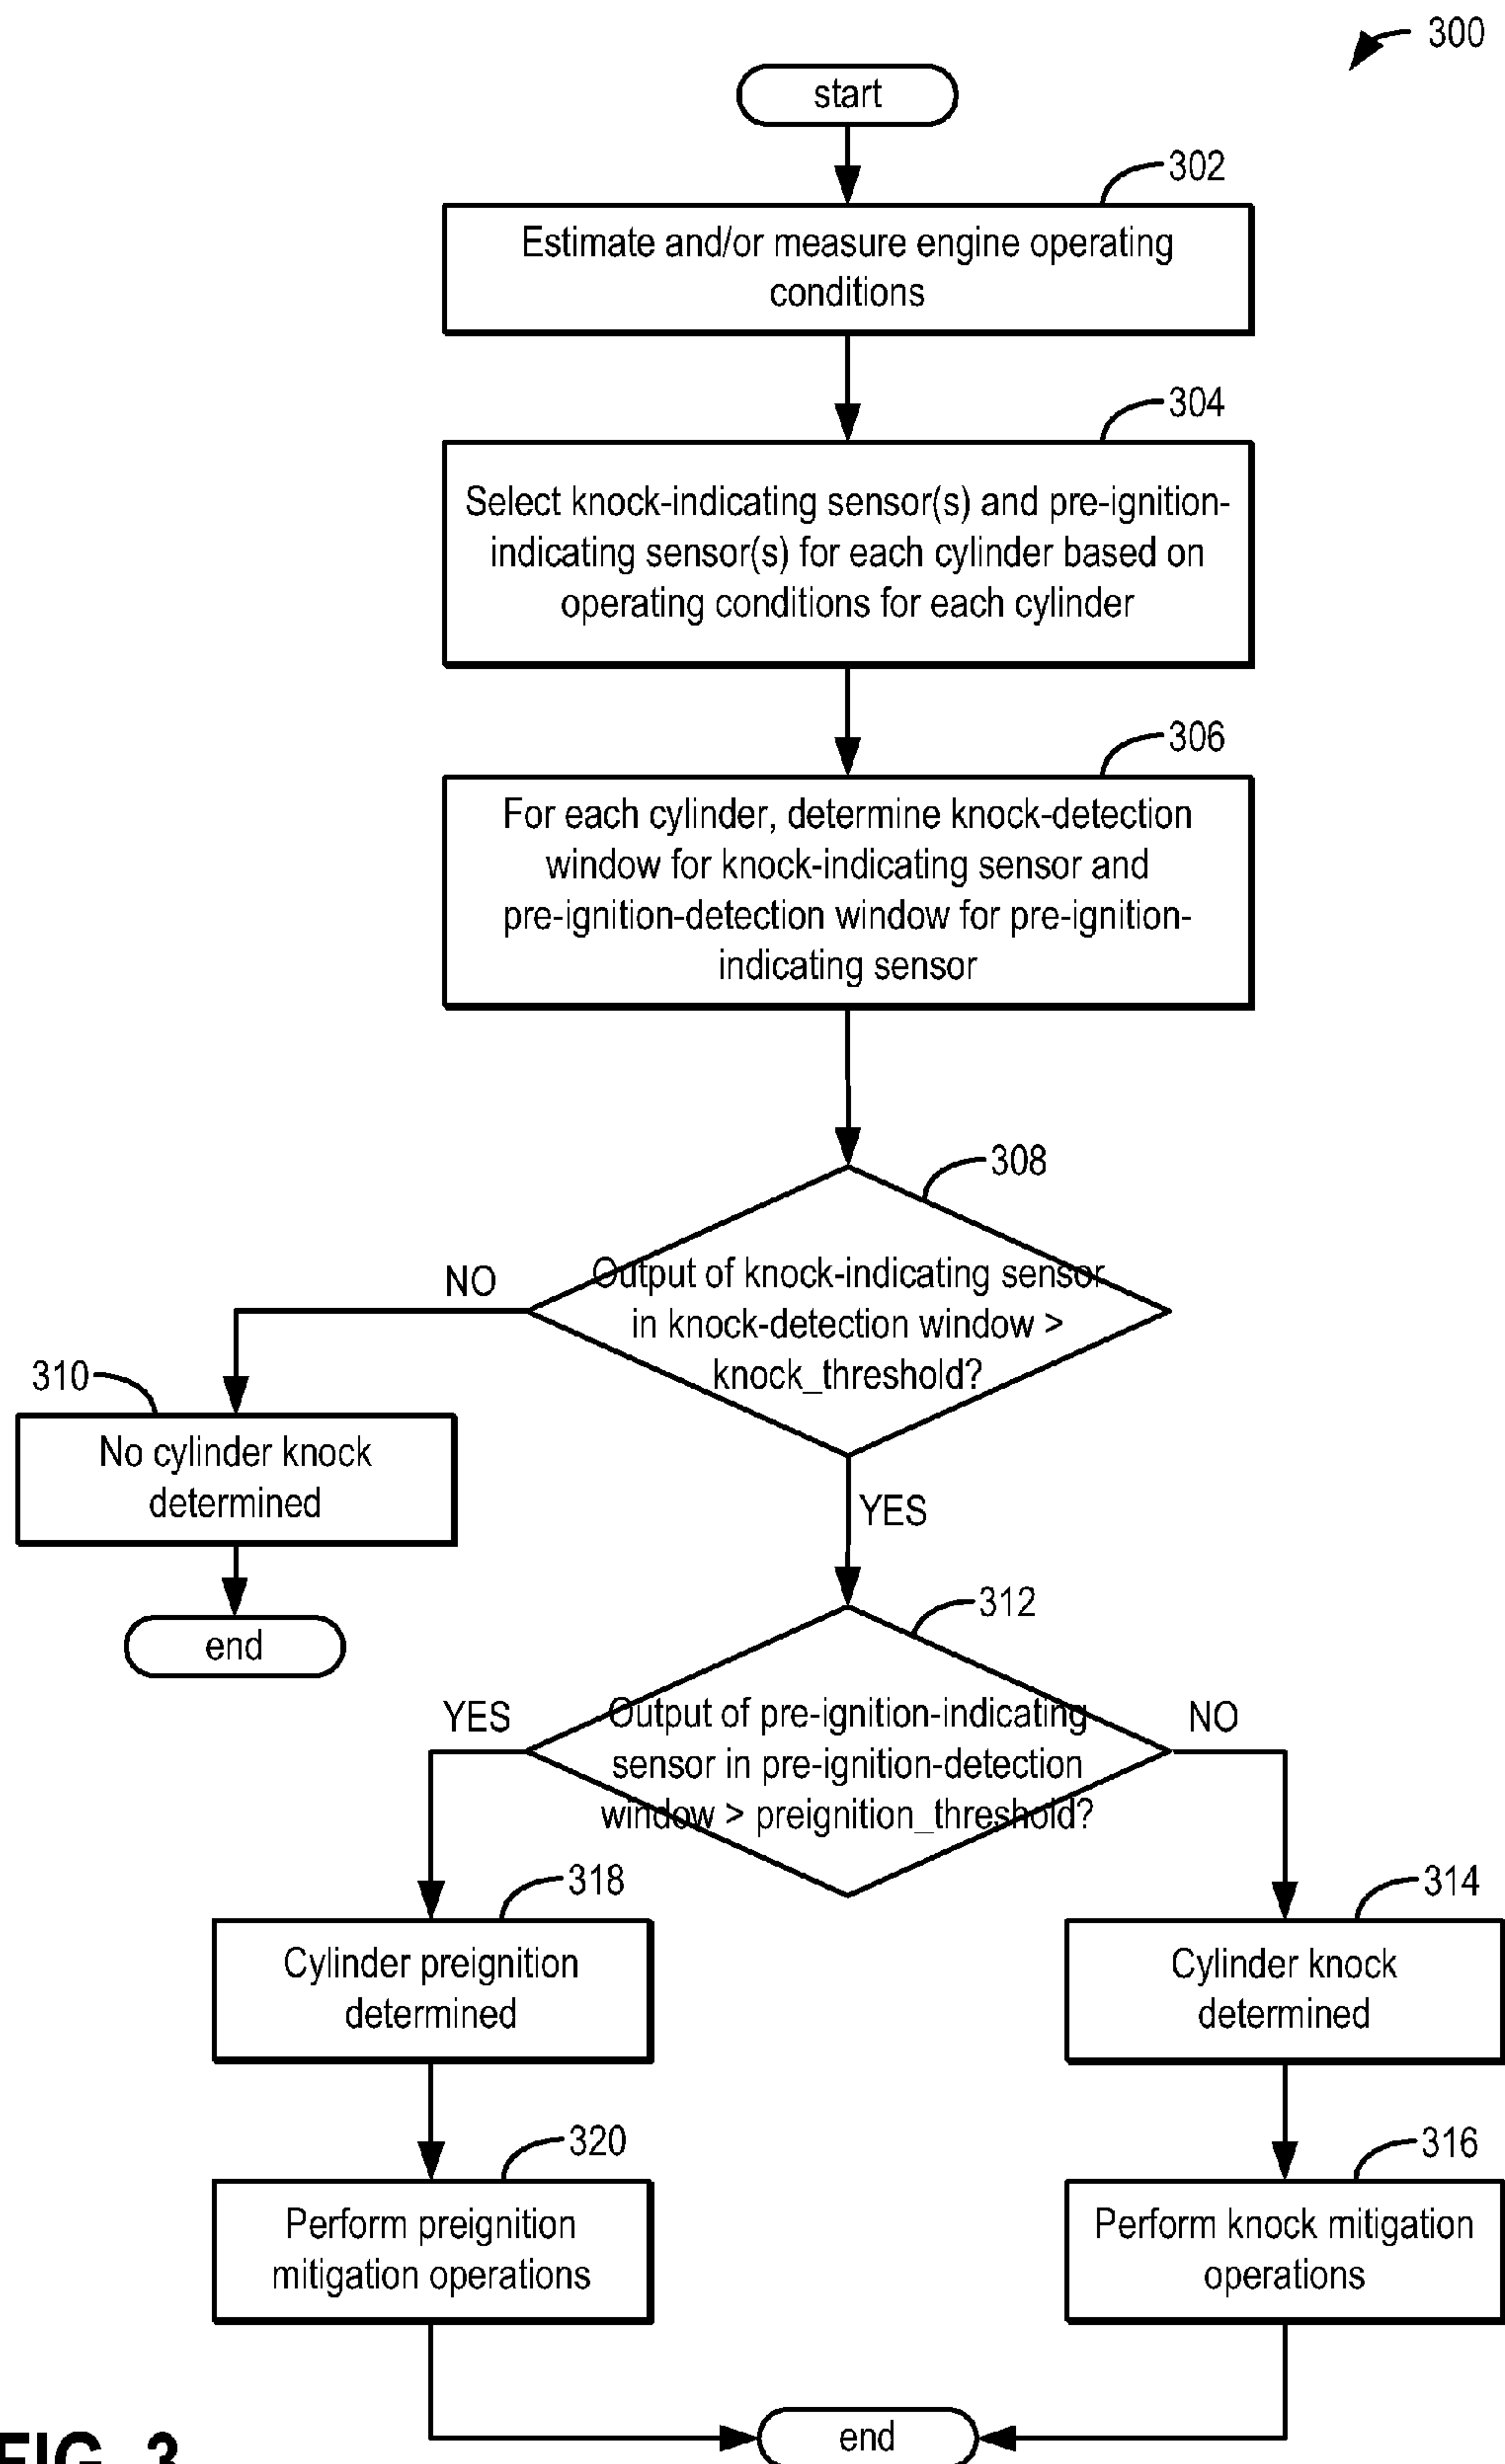 300
start
302
Estimate and/or measure engine operating
conditions
304
Select knock-indicating sensor(s) and pre-ignition-
indicating sensor(s) for each cylinder based on
operating conditions for each cylinder
306
For each cylinder, determine knock-detection
window for knock-indicating sensor and
pre-ignition-detection window for pre-ignition-
indicating sensor
308
Output of knock-indicating sensor
in knock-detection window >
knock_threshold?
NO
310
No cylinder knock
determined
end
YES
312
Output of pre-ignition-indicating
sensor in pre-ignition-detection
window > preignition_threshold?
YES
NO
318
Cylinder preignition
determined
314
Cylinder knock
determined
320
Perform preignition
mitigation operations
316
Perform knock mitigation
operations
end
FIG. 3